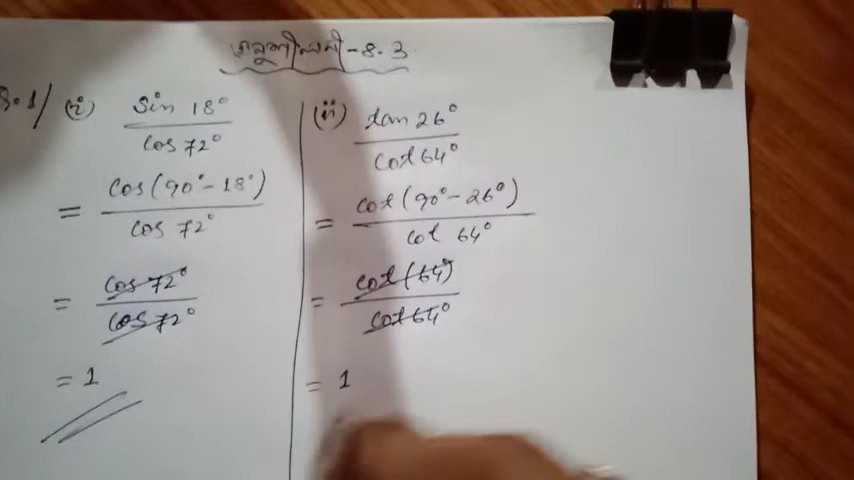 অনুশীলনী-8.3
Q.1/ (i) sin 18° / cos 72°
= cos(90°-18°) / cos 72°
= cos 72° / cos 72°
= 1
(ii) tan 26° / cot 64°
= cot(90°-26°) / cot 64°
= cot(64°) / cot 64°
= 1